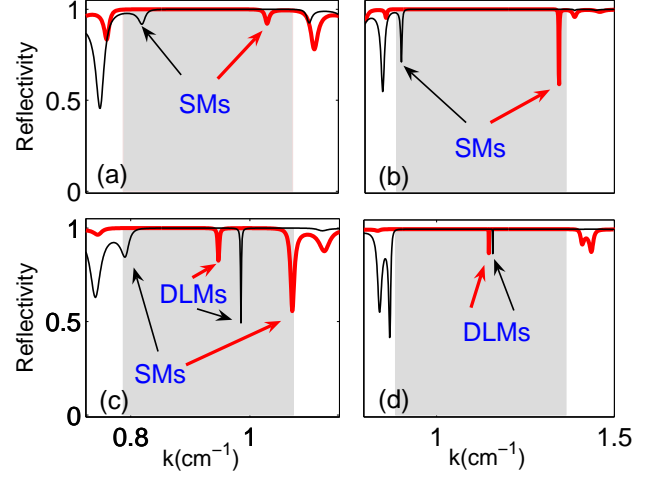 1
1
Reflectivity
0.5
0.5
SMs
SMs
0
(a)
0
(b)
1
1
Reflectivity
DLMs
0.5
0.5
DLMs
SMs
0
(c)
0
(d)
0.8
1
1
1.5
k(cm⁻¹)
k(cm⁻¹)